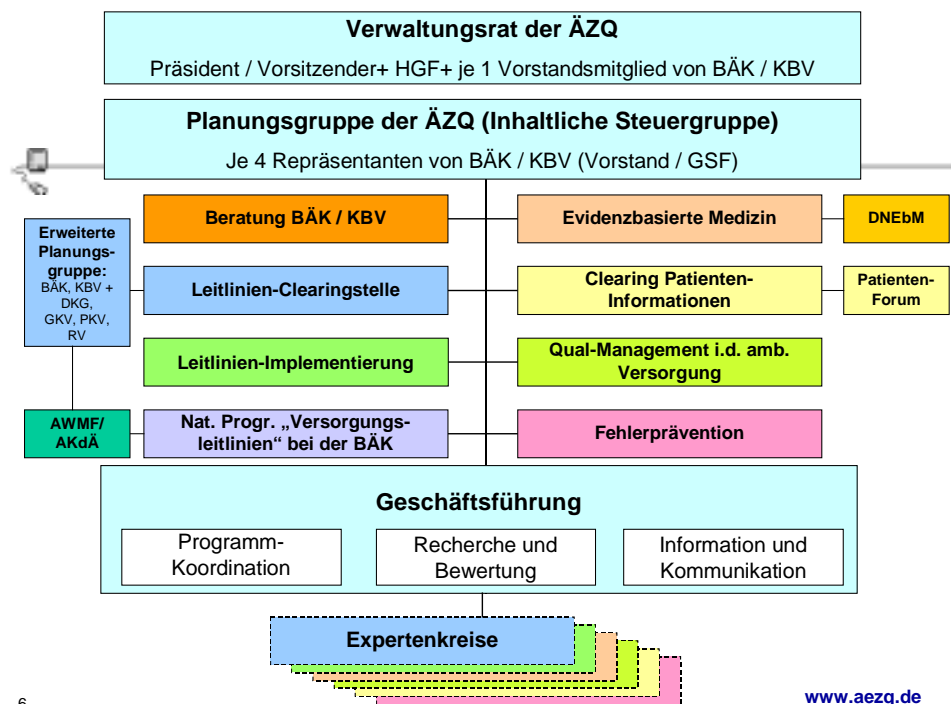 Verwaltungsrat der ÄZQ
Präsident / Vorsitzender+ HGF+ je 1 Vorstandsmitglied von BÄK / KBV
Planungsgruppe der ÄZQ (Inhaltliche Steuergruppe)
Je 4 Repräsentanten von BÄK / KBV (Vorstand / GSF)
Erweiterte
Planungs-
gruppe:
BÄK, KBV +
DKG,
GKV, PKV,
RV
Beratung BÄK / KBV
Evidenzbasierte Medizin
DNEbM
Leitlinien-Clearingstelle
Clearing Patienten-
Informationen
Patienten-
Forum
Leitlinien-Implementierung
Qual-Management i.d. amb.
Versorgung
AWMF/
AKdÄ
Nat. Progr. „Versorgungs-
leitlinien“ bei der BÄK
Fehlerprävention
Geschäftsführung
Programm-
Koordination
Recherche und
Bewertung
Information und
Kommunikation
Expertenkreise
6
www.aezq.de